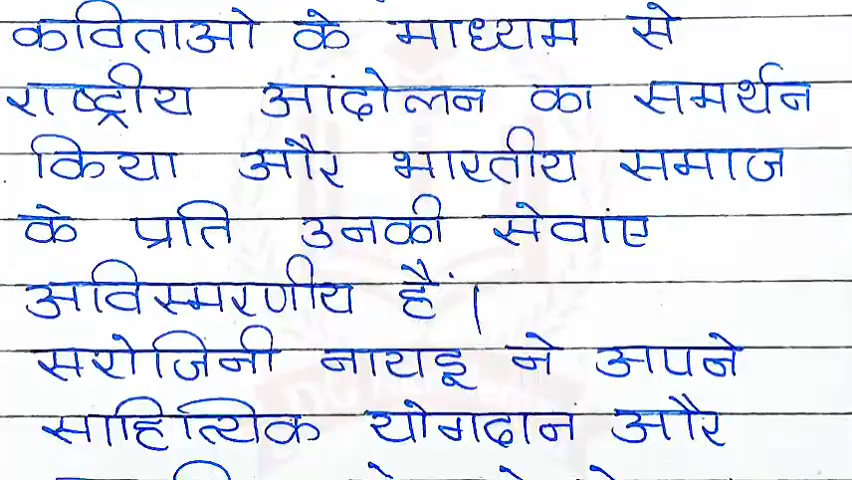 कविताओ के माध्यम से
राष्ट्रीय आंदोलन का समर्थन
किया और भारतीय समाज
के प्रति उनकी सेवांए
अविस्मरणीय हैं।
सरोजिनी नायडू ने अपने
साहित्यिक योगदान और